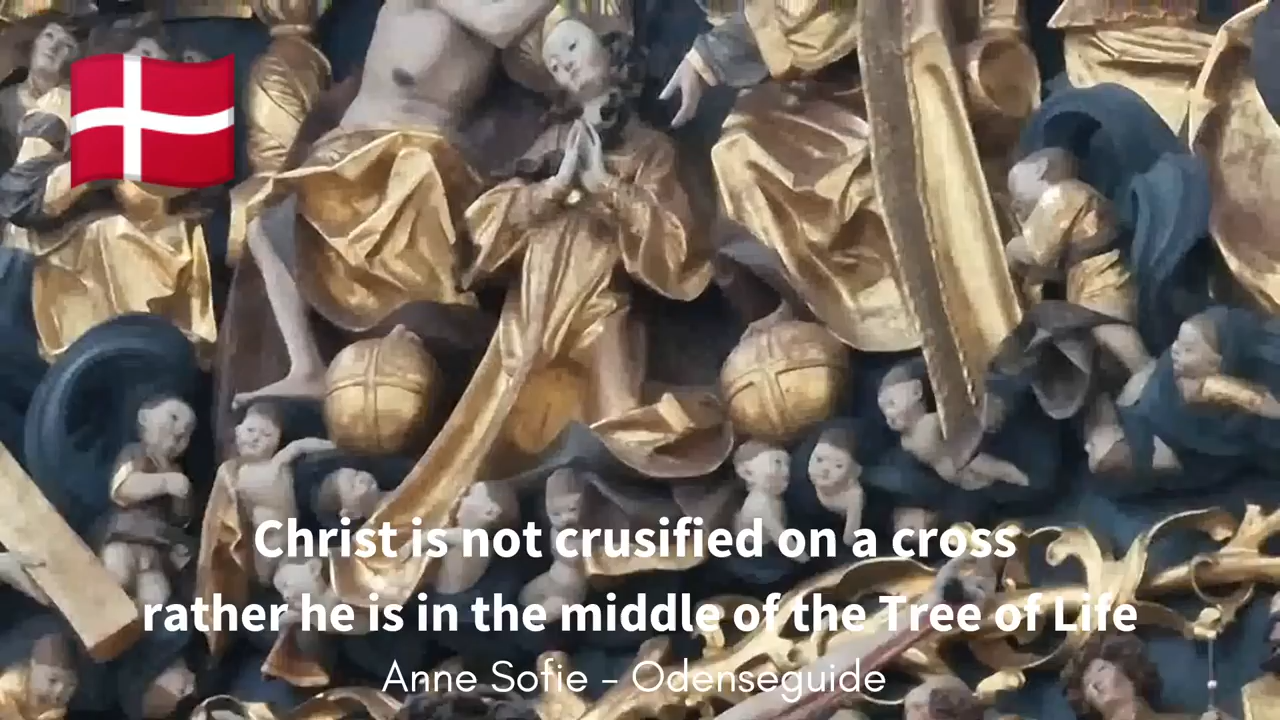 Christ is not crusified on a cross
rather he is in the middle of the Tree of Life
Anne Sofie - Odenseguide